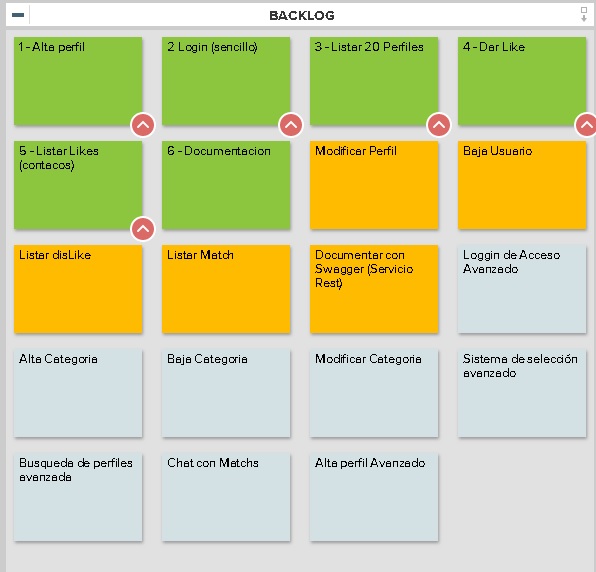 BACKLOG
1 - Alta perfil
2 Login (sencillo)
3 - Listar 20 Perfiles
4 - Dar Like
5 - Listar Likes
(contacos)
6 - Documentacion
Modificar Perfil
Baja Usuario
Listar disLike
Listar Match
Documentar con
Swagger (Servicio
Rest)
Loggin de Acceso
Avanzado
Alta Categoria
Baja Categoria
Modificar Categoria
Sistema de selección
avanzado
Busqueda de perfiles
avanzada
Chat con Matchs
Alta perfil Avanzado